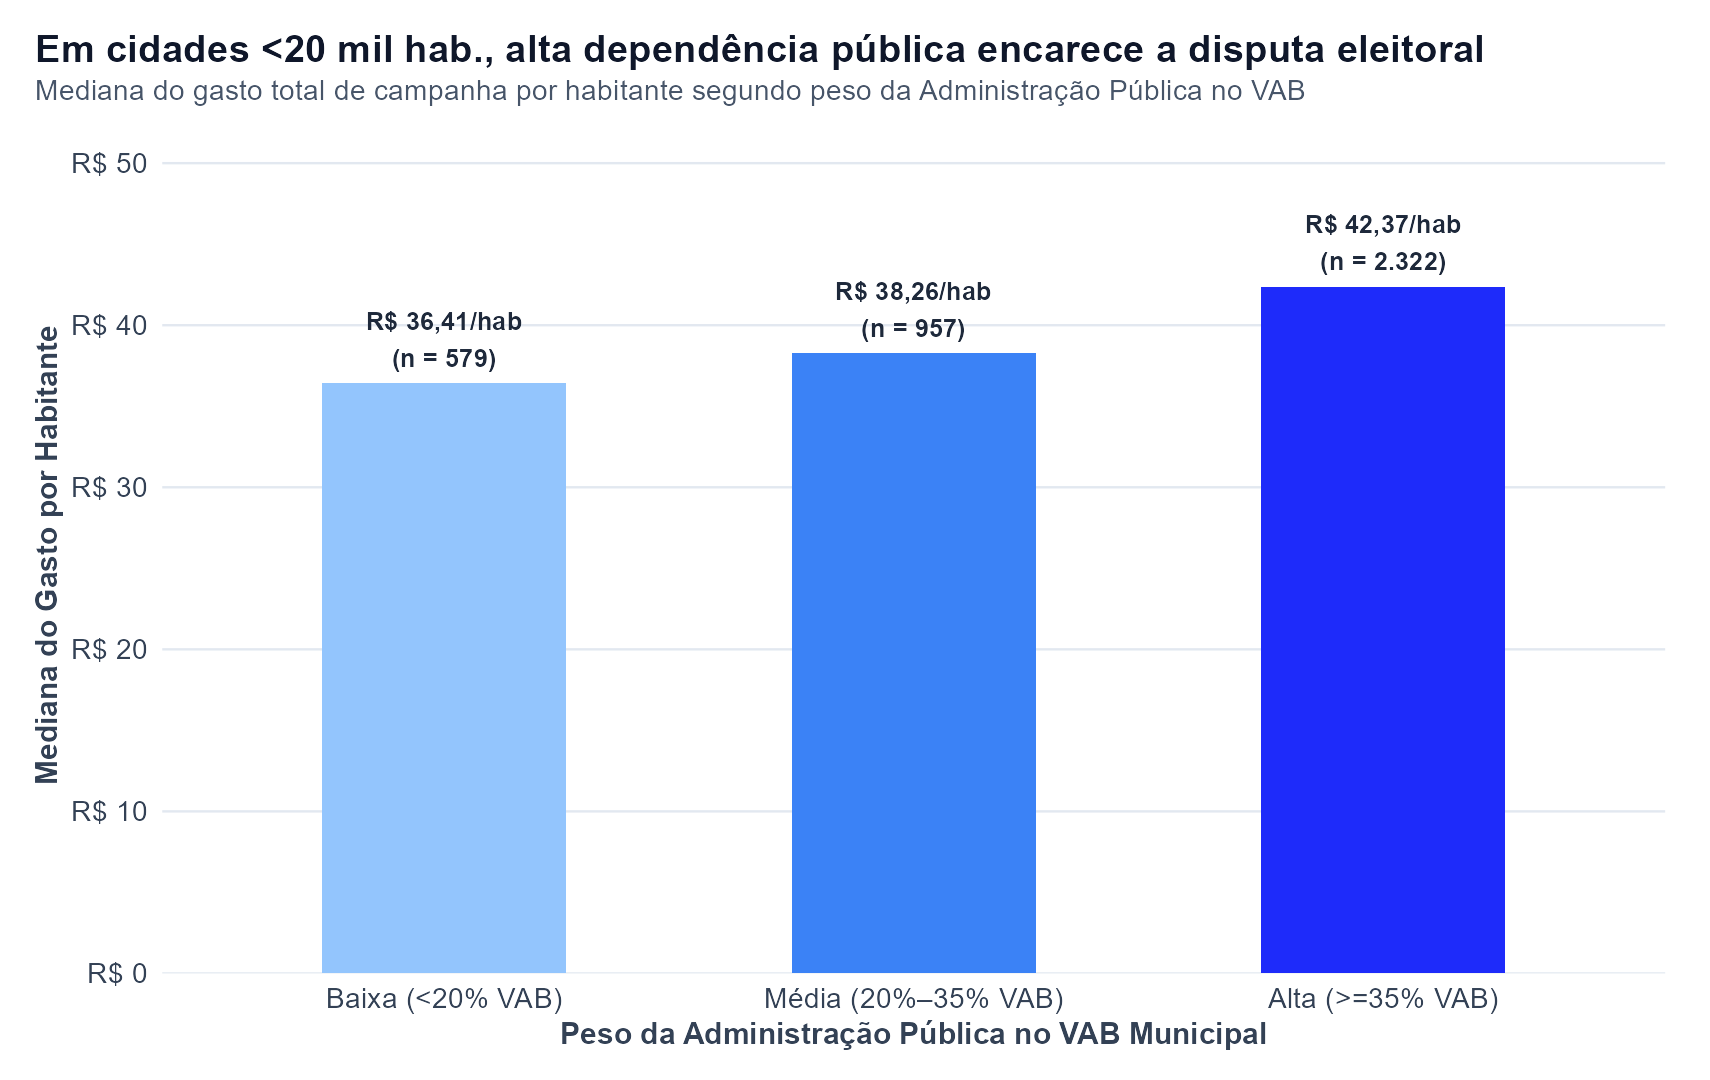 Em cidades <20 mil hab., alta dependência pública encarece a disputa eleitoral
Mediana do gasto total de campanha por habitante segundo peso da Administração Pública no VAB
Mediana do Gasto por Habitante
R$ 50
R$ 40
R$ 30
R$ 20
R$ 10
R$ 0
R$ 36,41/hab
(n = 579)
R$ 38,26/hab
(n = 957)
R$ 42,37/hab
(n = 2.322)
Baixa (<20% VAB)
Média (20%–35% VAB)
Alta (>=35% VAB)
Peso da Administração Pública no VAB Municipal